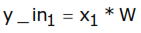 y _ in₁ = x₁ * W